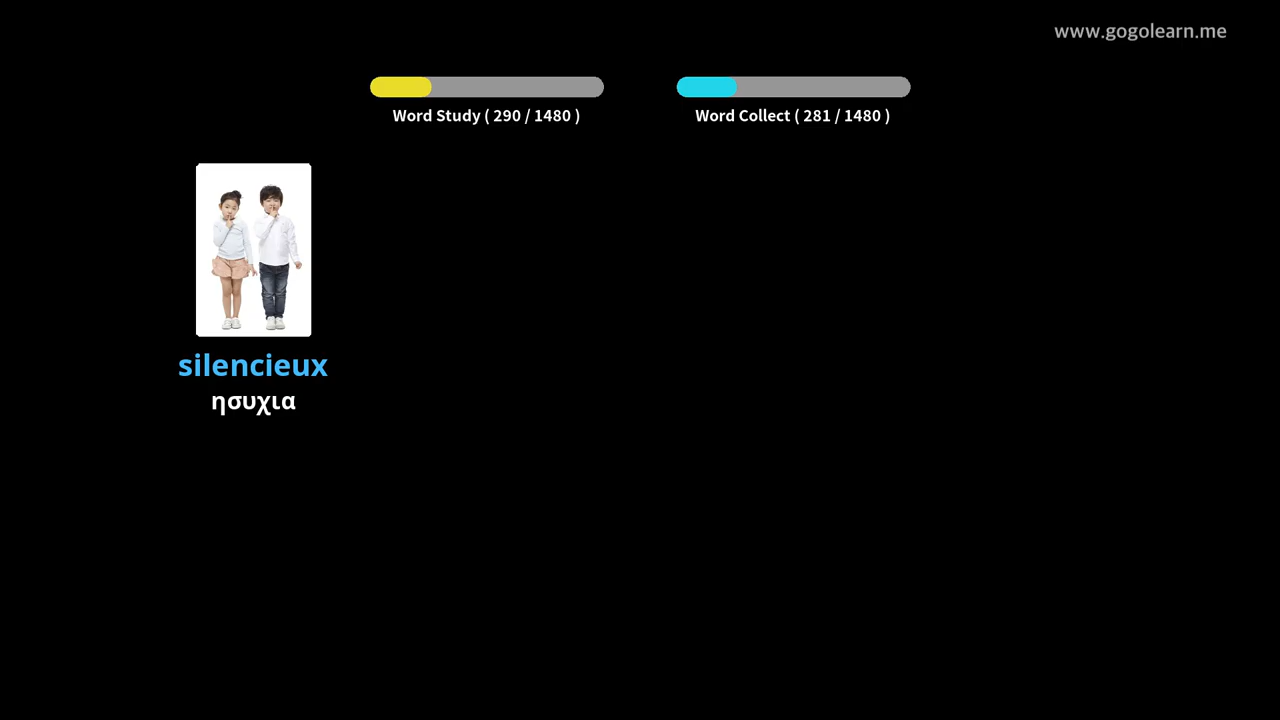 www.gogolearn.me
Word Study ( 290 / 1480 )
Word Collect ( 281 / 1480 )
silencieux
ησυχια